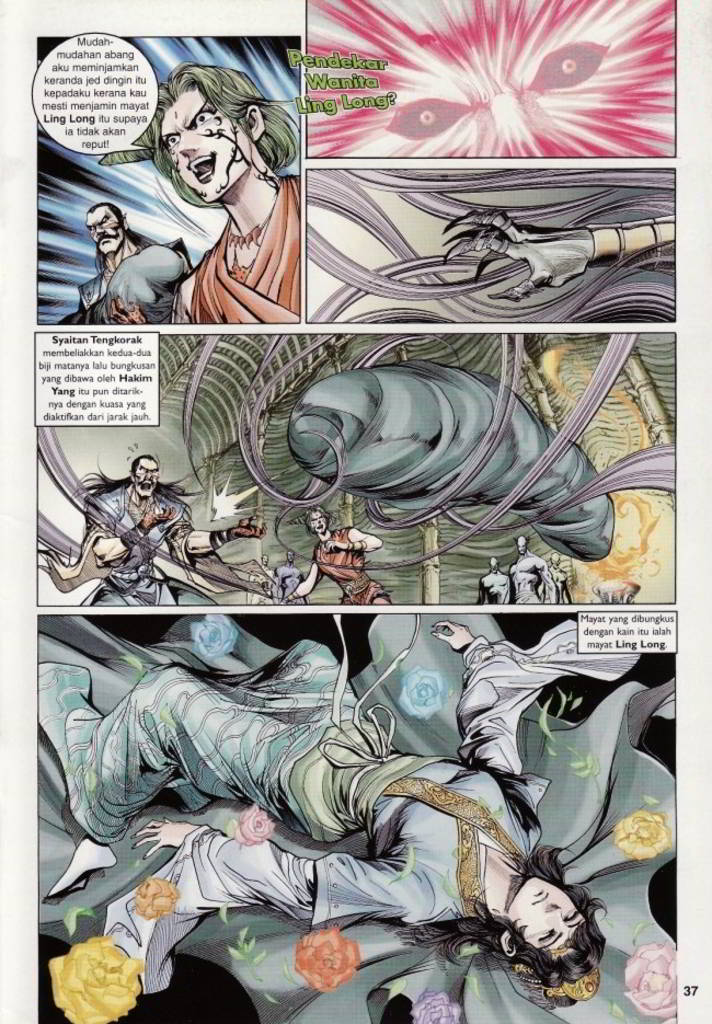 Mudah-
mudahan abang
aku meminjamkan
keranda jed dingin itu
kepadaku kerana kau
mesti menjamin mayat
Ling Long itu supaya
ia tidak akan
reput!
Pendekar
Wanita
Ling Long?
Syaitan Tengkorak
membeliakkan kedua-dua
biji matanya lalu bungkusan
yang dibawa oleh Hakim
Yang itu pun ditarik-
nya dengan kuasa yang
diaktifkan dari jarak jauh.
Mayat yang dibungkus
dengan kain itu ialah
mayat Ling Long.
37